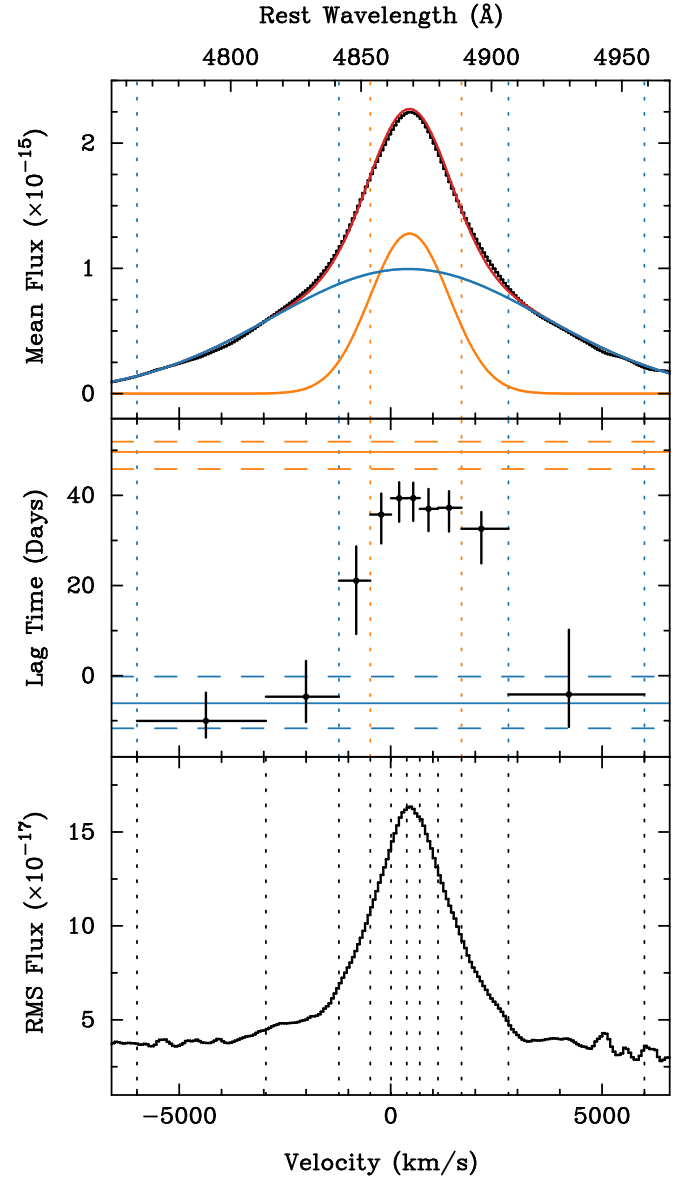 Rest Wavelength (Å)
4800 4850 4900 4950
Mean Flux (×10⁻¹⁵)
2
1
0
Lag Time (Days)
40
20
0
RMS Flux (×10⁻¹⁷)
15
10
5
−5000 0 5000
Velocity (km/s)